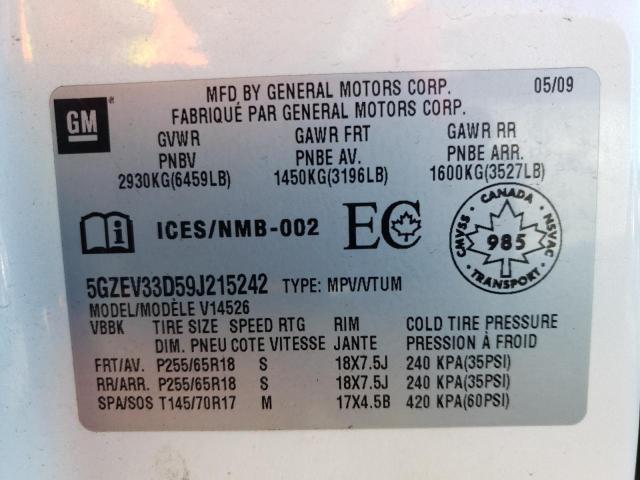 MFD BY GENERAL MOTORS CORP. 05/09
FABRIQUÉ PAR GENERAL MOTORS CORP.
GM
GVWR GAWR FRT GAWR RR
PNBV PNBE AV. PNBE ARR.
2930KG(6459LB) 1450KG(3196LB) 1600KG(3527LB)
i ICES/NMB-002 EC CANADA CMVSS NSVAC 985 TRANSPORT
5GZEV33D59J215242 TYPE: MPV/VTUM
MODEL/MODÈLE V14526
VBBK TIRE SIZE SPEED RTG RIM COLD TIRE PRESSURE
DIM. PNEU COTE VITESSE JANTE PRESSION À FROID
FRT/AV. P255/65R18 S 18X7.5J 240 KPA(35PSI)
RR/ARR. P255/65R18 S 18X7.5J 240 KPA(35PSI)
SPA/SOS T145/70R17 M 17X4.5B 420 KPA(60PSI)